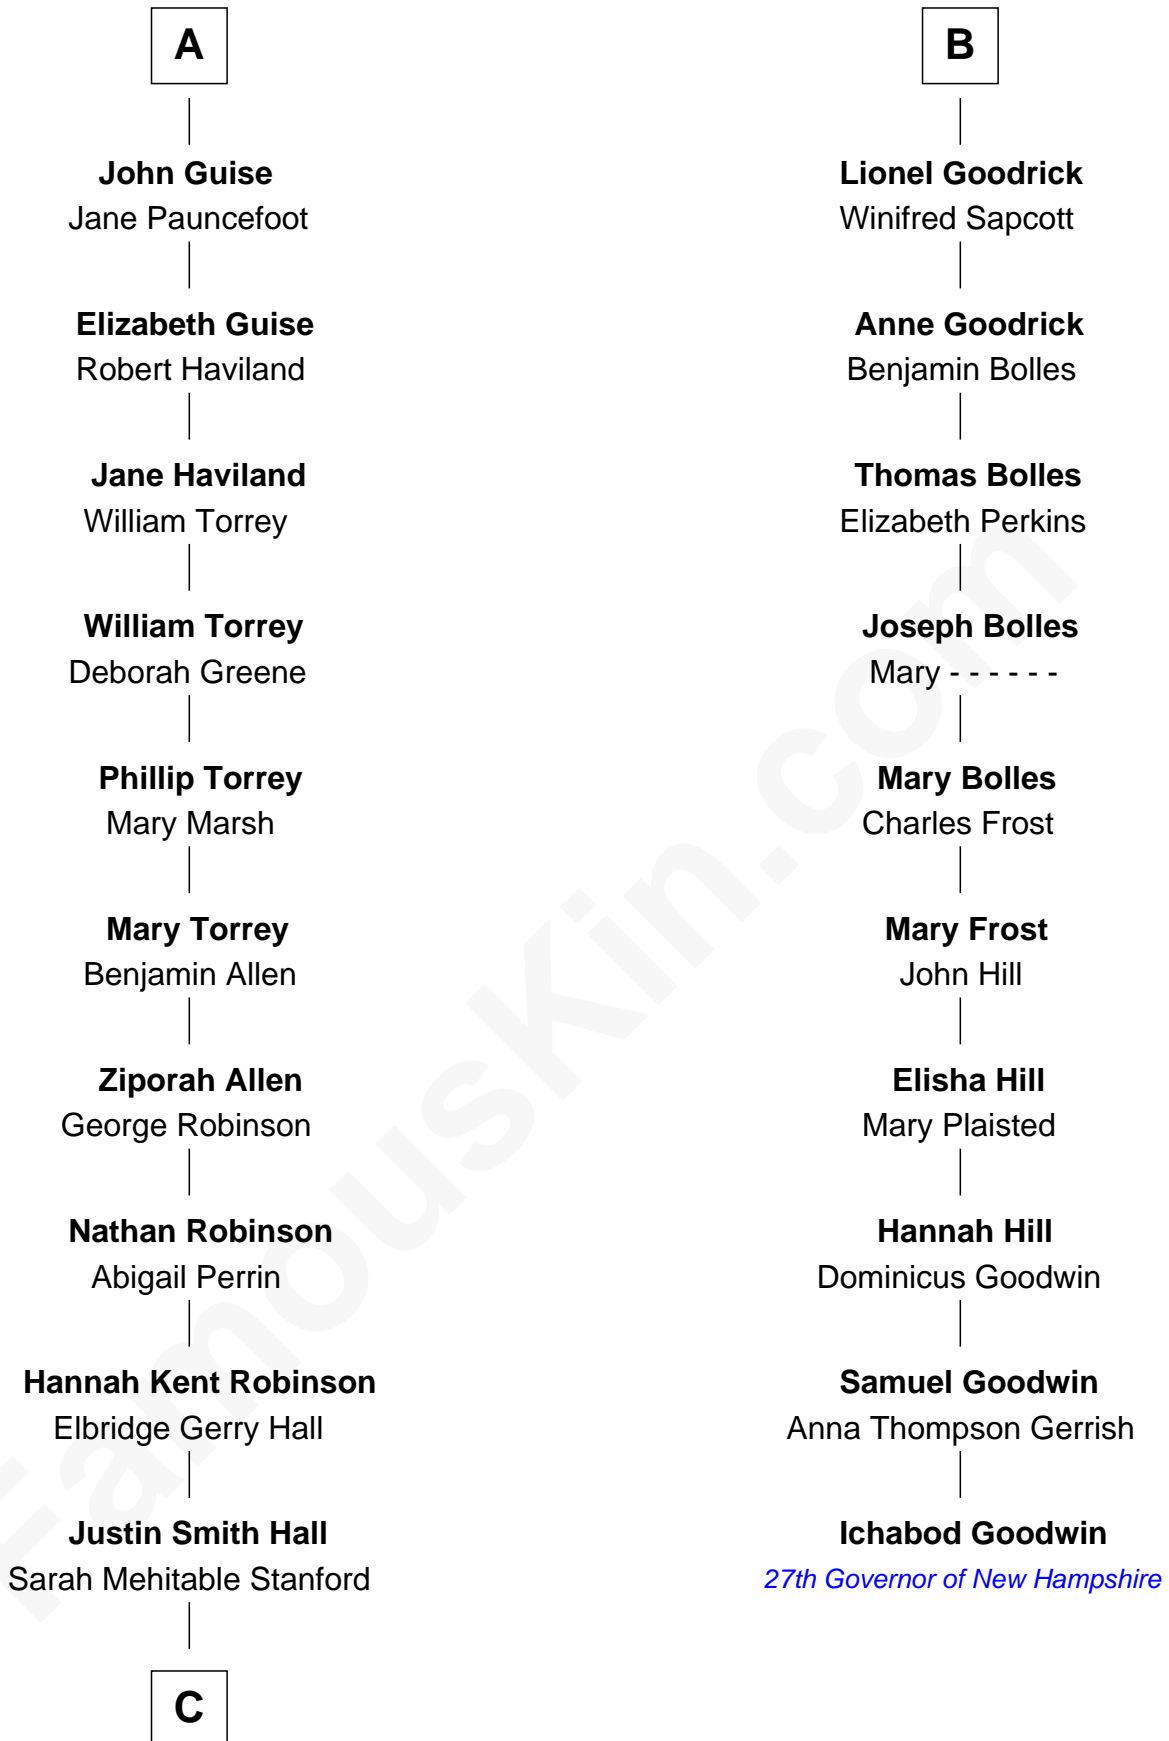 A
John Guise
Jane Pauncefoot
Elizabeth Guise
Robert Haviland
Jane Haviland
William Torrey
William Torrey
Deborah Greene
Phillip Torrey
Mary Marsh
Mary Torrey
Benjamin Allen
Ziporah Allen
George Robinson
Nathan Robinson
Abigail Perrin
Hannah Kent Robinson
Elbridge Gerry Hall
Justin Smith Hall
Sarah Mehitable Stanford
C
B
Lionel Goodrick
Winifred Sapcott
Anne Goodrick
Benjamin Bolles
Thomas Bolles
Elizabeth Perkins
Joseph Bolles
Mary - - - - - -
Mary Bolles
Charles Frost
Mary Frost
John Hill
Elisha Hill
Mary Plaisted
Hannah Hill
Dominicus Goodwin
Samuel Goodwin
Anna Thompson Gerrish
Ichabod Goodwin
27th Governor of New Hampshire
FamousKin.com